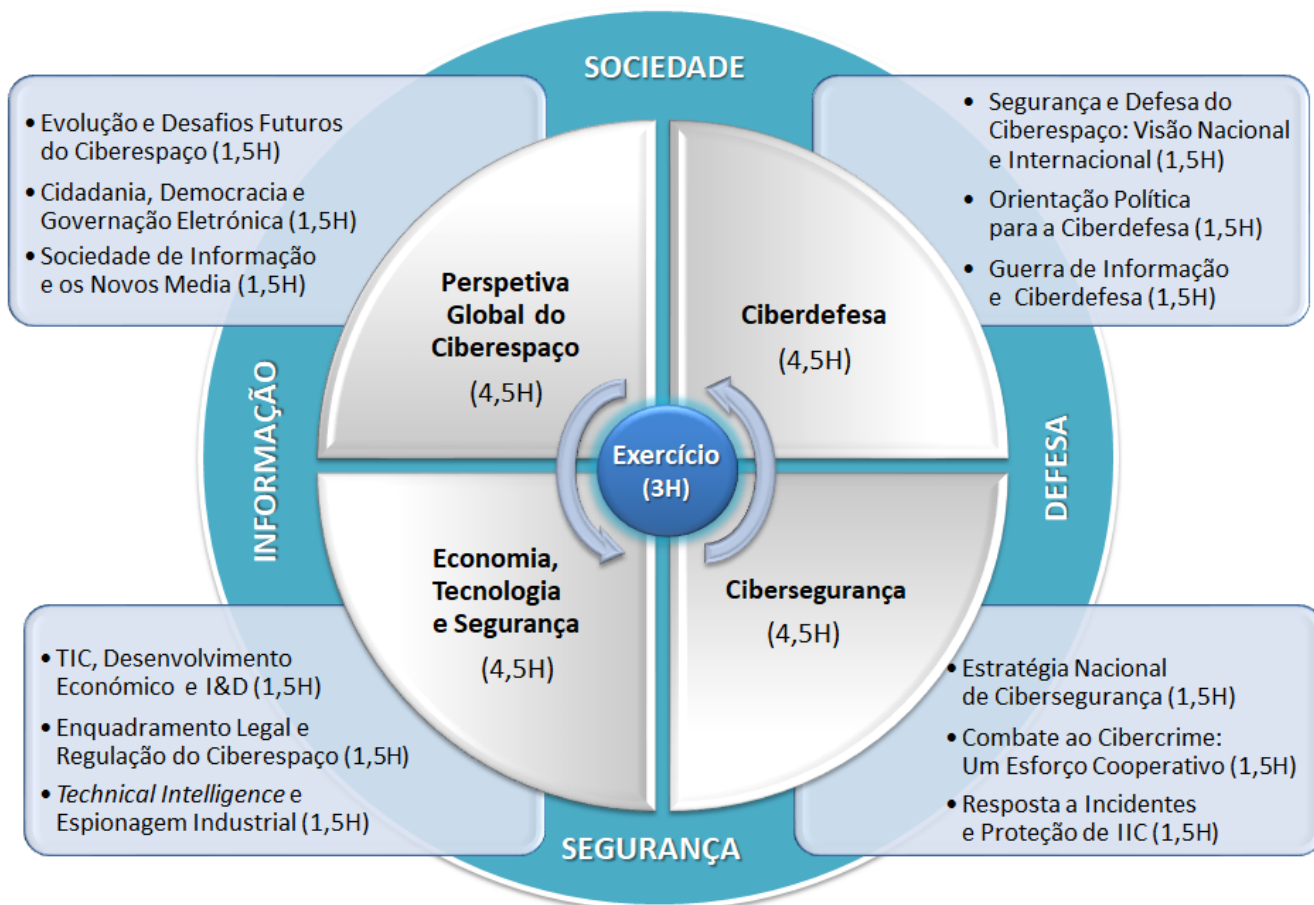 SOCIEDADE
• Evolução e Desafios Futuros
do Ciberespaço (1,5H)
• Cidadania, Democracia e
Governação Eletrónica (1,5H)
• Sociedade de Informação
e os Novos Media (1,5H)
• Segurança e Defesa do
Ciberespaço: Visão Nacional
e Internacional (1,5H)
• Orientação Política
para a Ciberdefesa (1,5H)
• Guerra de Informação
e Ciberdefesa (1,5H)
Perspetiva
Global do
Ciberespaço
(4,5H)
Ciberdefesa
(4,5H)
INFORMAÇÃO
Exercício
(3H)
DEFESA
Economia,
Tecnologia
e Segurança
(4,5H)
Cibersegurança
(4,5H)
• TIC, Desenvolvimento
Económico e I&D (1,5H)
• Enquadramento Legal e
Regulação do Ciberespaço (1,5H)
• Technical Intelligence e
Espionagem Industrial (1,5H)
• Estratégia Nacional
de Cibersegurança (1,5H)
• Combate ao Cibercrime:
Um Esforço Cooperativo (1,5H)
• Resposta a Incidentes
e Proteção de IIC (1,5H)
SEGURANÇA